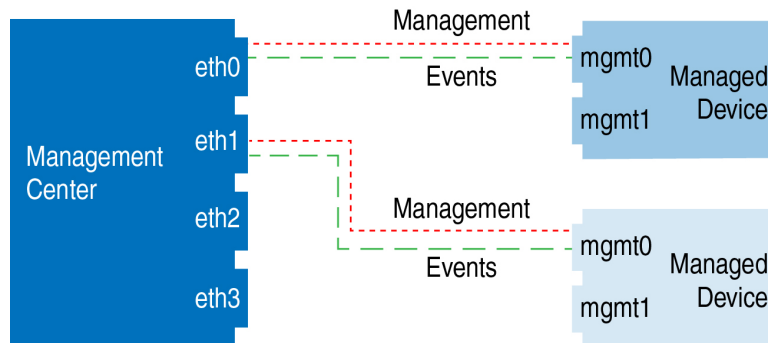 Management
eth0
mgmt0
Managed
Device
Events
mgmt1
eth1
Management
Center
Management
eth2
mgmt0
Managed
Device
Events
eth3
mgmt1